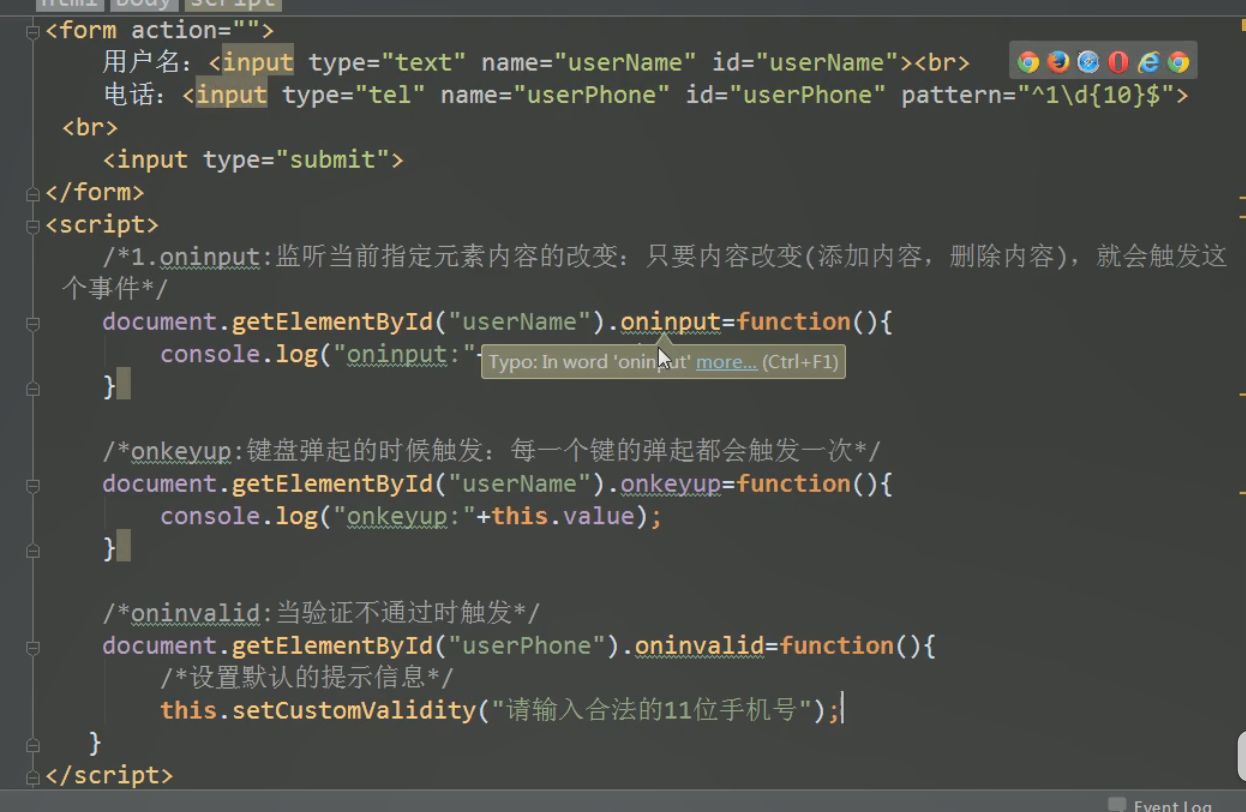 html body script
<form action="">
用户名：<input type="text" name="userName" id="userName"><br>
电话：<input type="tel" name="userPhone" id="userPhone" pattern="^1\d{10}$">
<br>
<input type="submit">
</form>
<script>
/*1.oninput:监听当前指定元素内容的改变：只要内容改变(添加内容，删除内容)，就会触发这
个事件*/
document.getElementById("userName").oninput=function(){
console.log("oninput:"+
Typo: In word 'oninput' more... (Ctrl+F1)
}
/*onkeyup:键盘弹起的时候触发：每一个键的弹起都会触发一次*/
document.getElementById("userName").onkeyup=function(){
console.log("onkeyup:"+this.value);
}
/*oninvalid:当验证不通过时触发*/
document.getElementById("userPhone").oninvalid=function(){
/*设置默认的提示信息*/
this.setCustomValidity("请输入合法的11位手机号");
}
</script>
Event Log